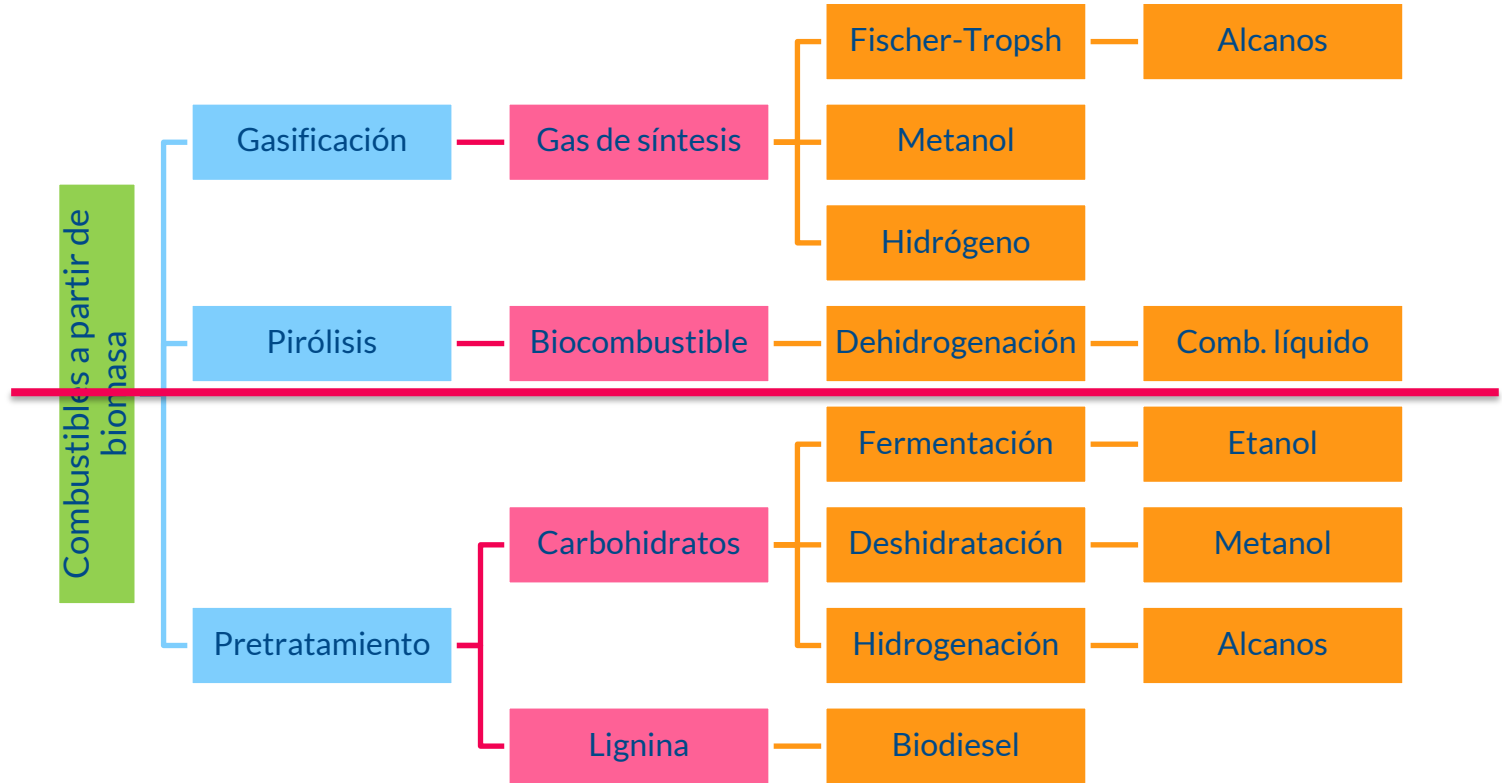 Combustibles a partir de
biomasa
Gasificación
Gas de síntesis
Fischer-Tropsh
Alcanos
Metanol
Hidrógeno
Pirólisis
Biocombustible
Dehidrogenación
Comb. líquido
Pretratamiento
Carbohidratos
Fermentación
Etanol
Deshidratación
Metanol
Hidrogenación
Alcanos
Lignina
Biodiesel